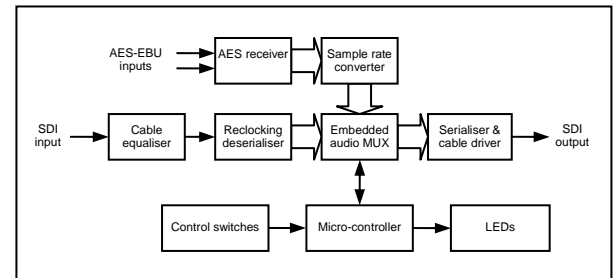 AES-EBU
inputs
AES receiver
Sample rate
converter
SDI
input
Cable
equaliser
Reclocking
deserialiser
Embedded
audio MUX
Serialiser &
cable driver
SDI
output
Control switches
Micro-controller
LEDs